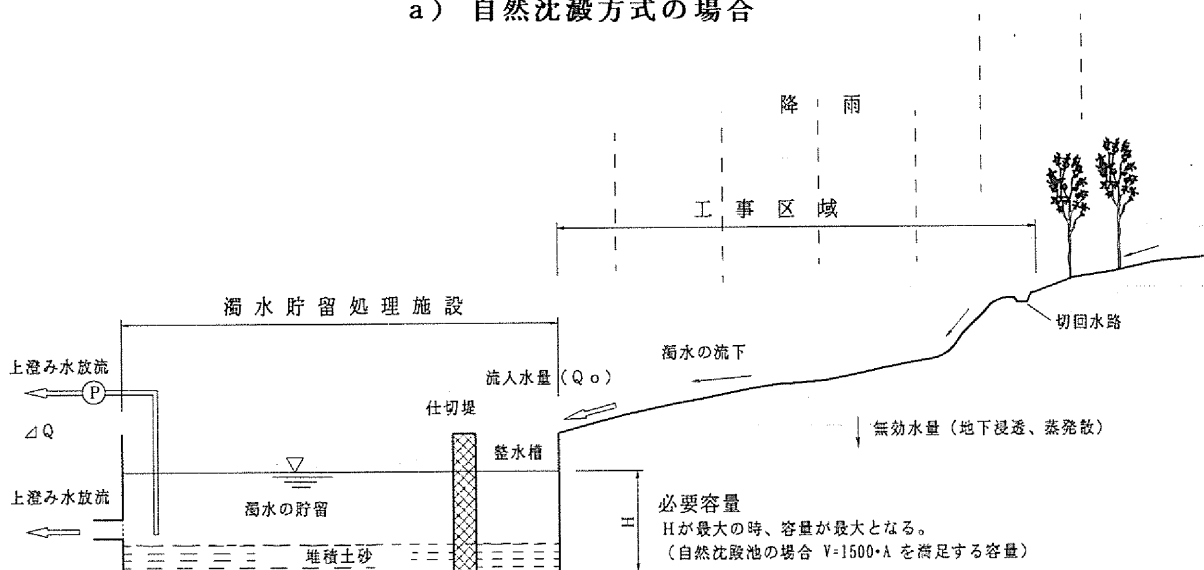 a） 自然沈澱方式の場合
降 雨
工 事 区 域
濁 水 貯 留 処 理 施 設
切回水路
濁水の流下
上澄み水放流
流入水量（Qo）
P
仕切堤
⊿Q
整水槽
無効水量（地下浸透、蒸発散）
上澄み水放流
濁水の貯留
H
必要容量
Hが最大の時、容量が最大となる。
（自然沈殿池の場合 V=1500・A を満足する容量）
堆積土砂